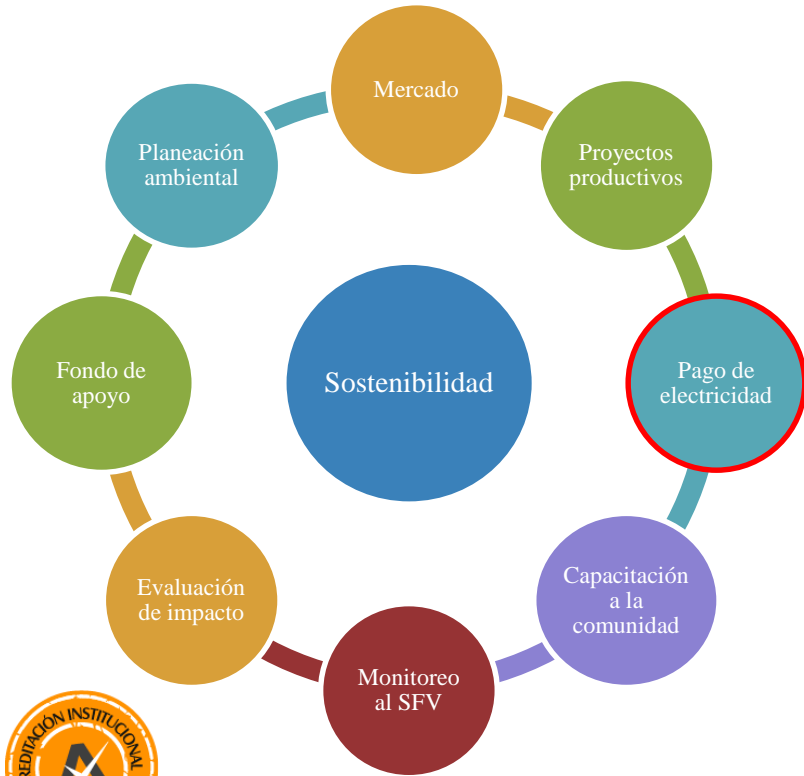 Mercado
Proyectos
productivos
Pago de
electricidad
Capacitación
a la
comunidad
Monitoreo
al SFV
Evaluación
de impacto
Fondo de
apoyo
Planeación
ambiental
Sostenibilidad
INSTITUCIONAL